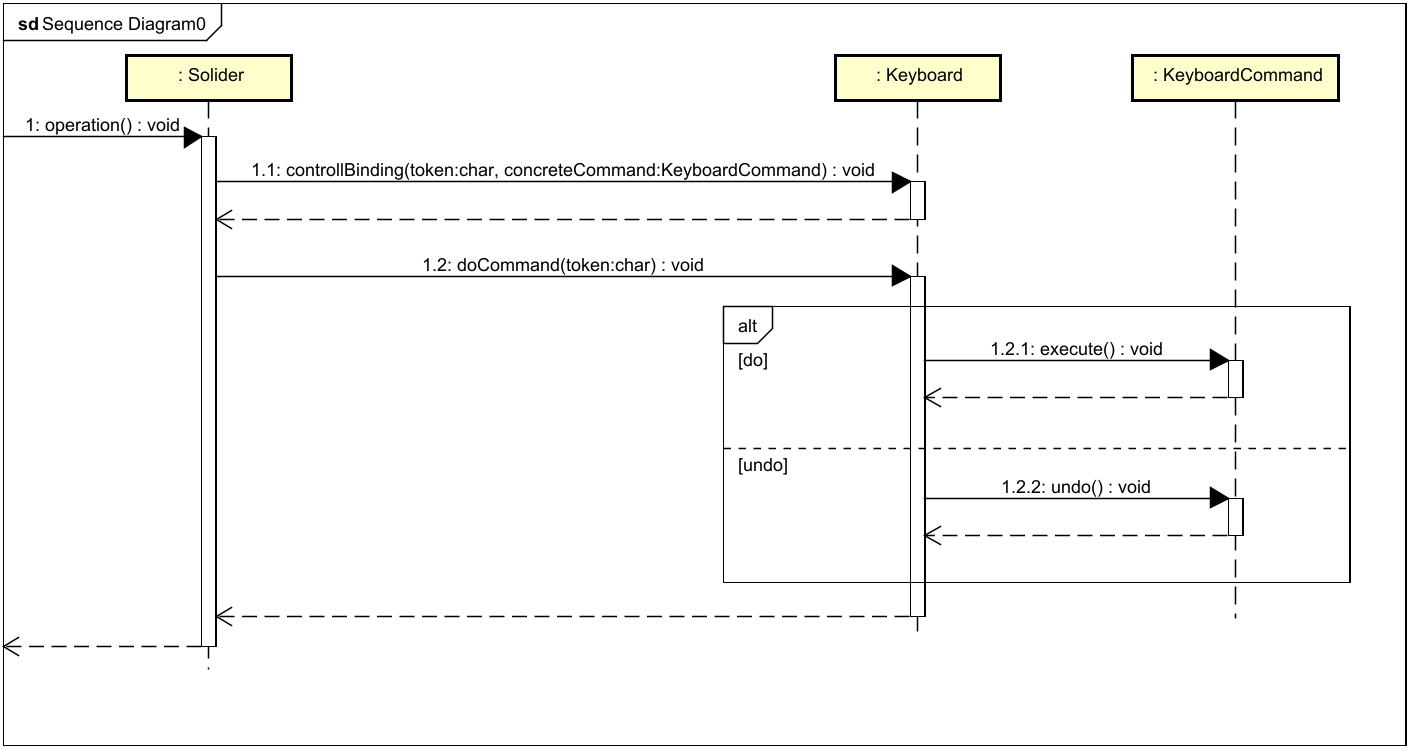 sd Sequence Diagram0
: Solider
: Keyboard
: KeyboardCommand
1: operation() : void
1.1: controllBinding(token:char, concreteCommand:KeyboardCommand) : void
1.2: doCommand(token:char) : void
alt
1.2.1: execute() : void
[do]
[undo]
1.2.2: undo() : void